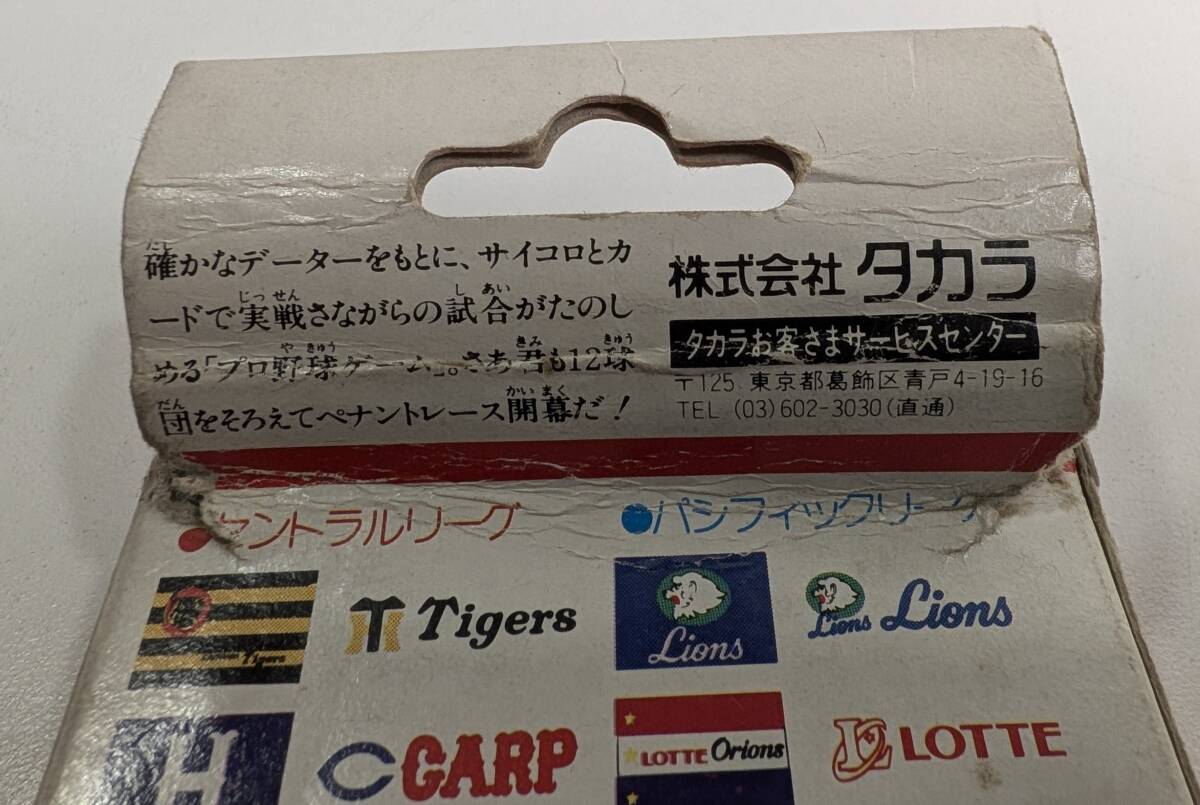 確かなデーターをもとに、サイコロとカ
ードで実戦さながらの試合がたのし
める「プロ野球ゲーム」。さあ君も12球
団をそろえてペナントレース開幕だ！
株式会社 タカラ
タカラお客さまサービスセンター
〒125 東京都葛飾区青戸4-19-16
TEL (03)602-3030(直通)
●セントラルリーグ
●パシフィックリーグ
Tigers
T Tigers
Lions
Lions Lions
H
C CARP
LOTTE Orions
LOTTE